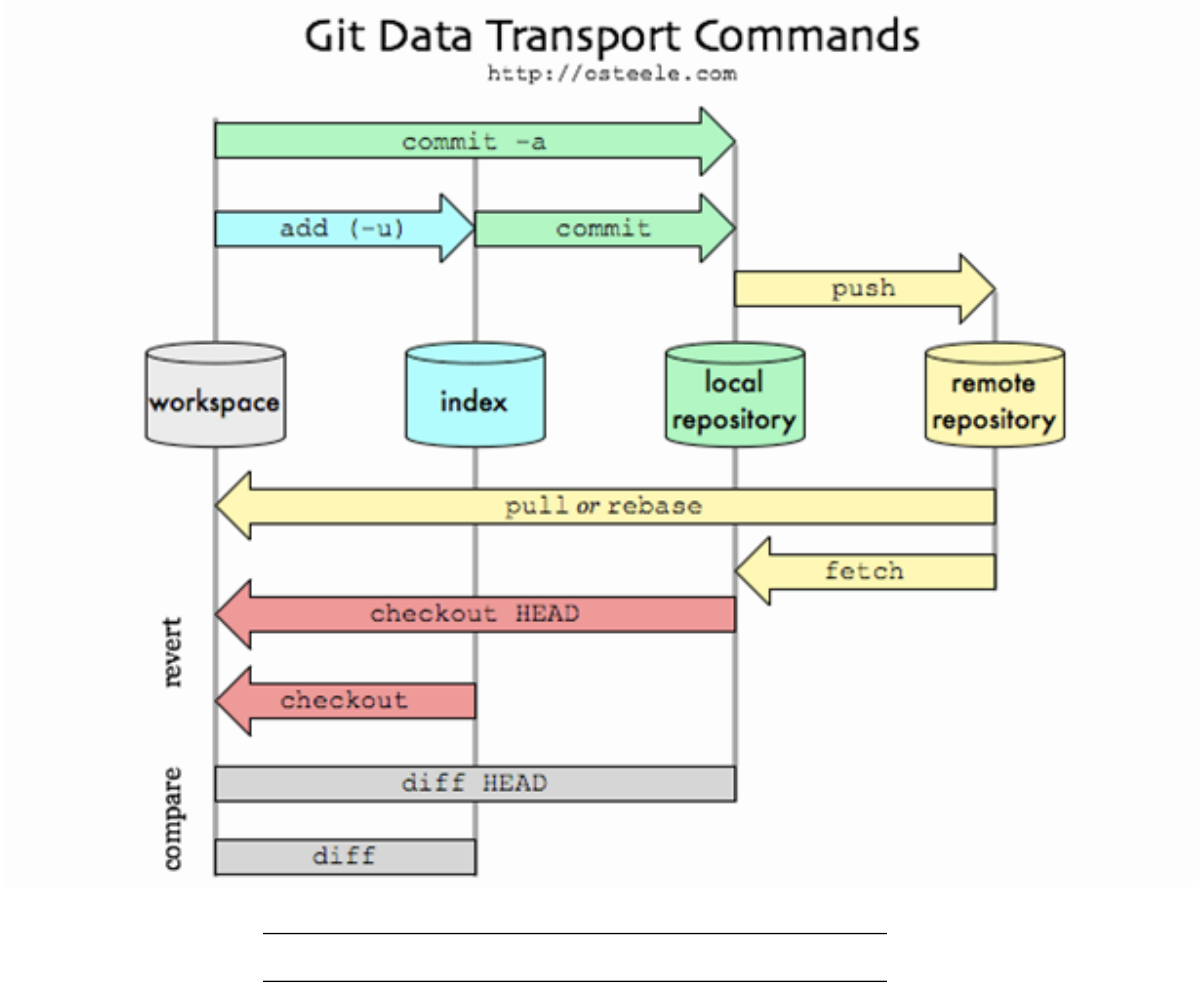 Git Data Transport Commands
http://osteele.com
commit -a
add (-u)
commit
push
workspace
index
local
repository
remote
repository
pull or rebase
fetch
revert
checkout HEAD
checkout
compare
diff HEAD
diff